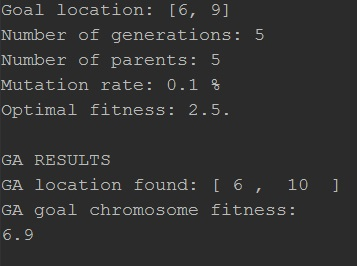 Goal location: [6, 9]
Number of generations: 5
Number of parents: 5
Mutation rate: 0.1 %
Optimal fitness: 2.5.
GA RESULTS
GA location found: [ 6 ,  10  ]
GA goal chromosome fitness:
6.9